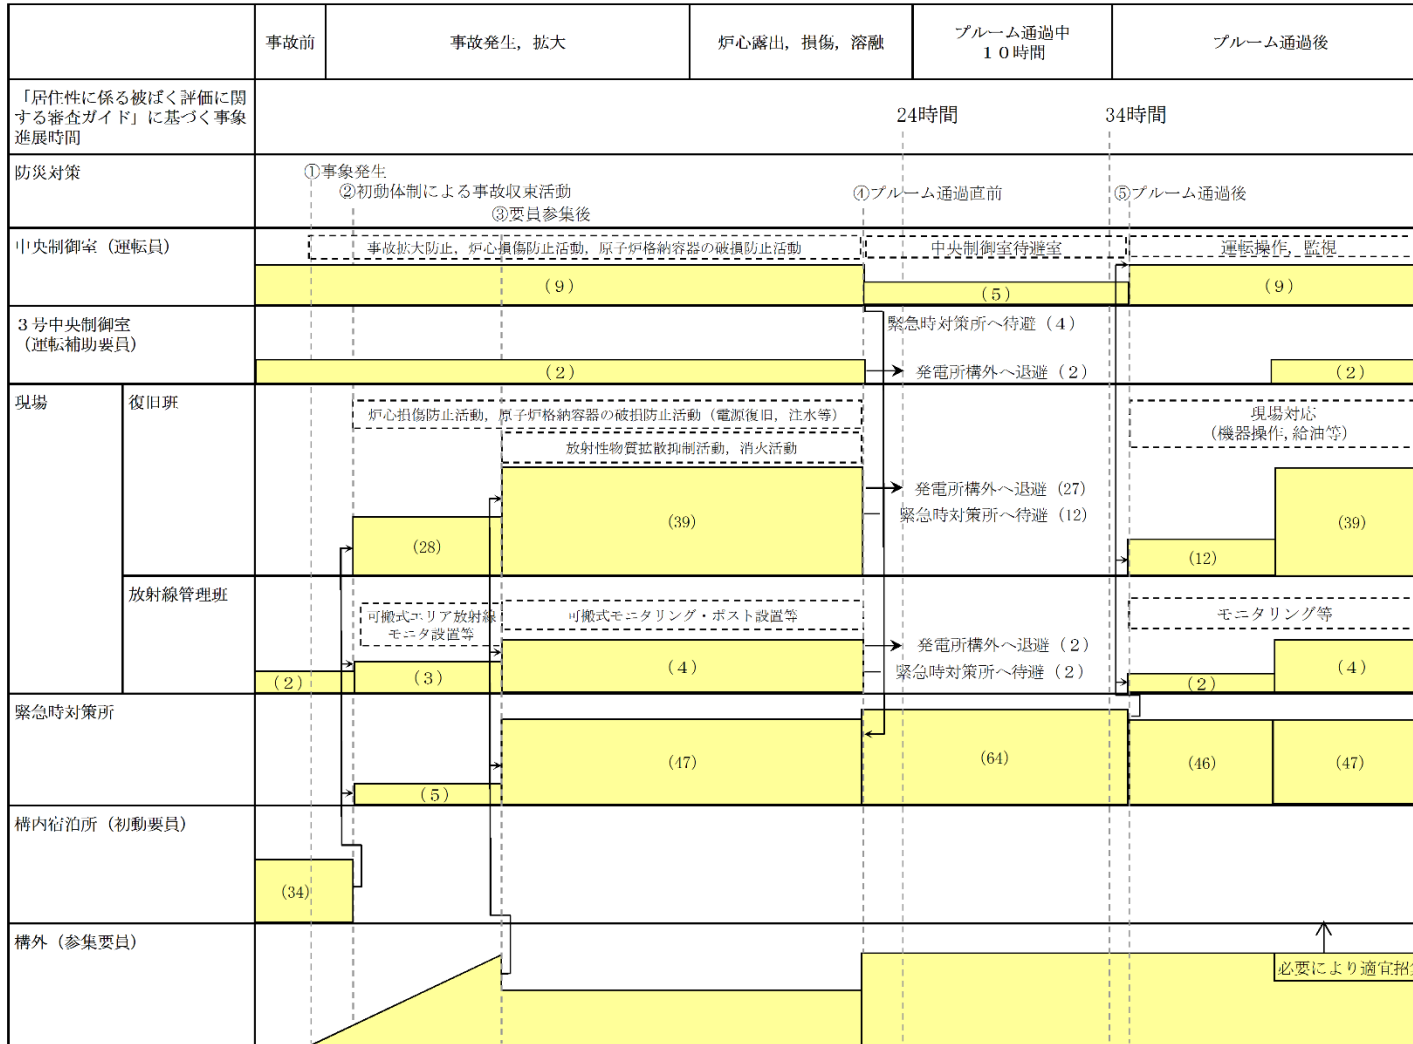 事故前
事故発生，拡大
炉心露出，損傷，溶融
プルーム通過中
１０時間
プルーム通過後
「居住性に係る被ばく評価に関
する審査ガイド」に基づく事象
進展時間
24時間
34時間
防災対策
①事象発生
②初動体制による事故収束活動
③要員参集後
④プルーム通過直前
⑤プルーム通過後
中央制御室（運転員）
事故拡大防止，炉心損傷防止活動，原子炉格納容器の破損防止活動
中央制御室待避室
運転操作，監視
（９）
（５）
（９）
３号中央制御室
（運転補助要員）
緊急時対策所へ待避（４）
（２）
発電所構外へ退避（２）
（２）
現場
復旧班
炉心損傷防止活動，原子炉格納容器の破損防止活動（電源復旧，注水等）
放射性物質拡散抑制活動，消火活動
現場対応
（機器操作，給油等）
発電所構外へ退避（27）
緊急時対策所へ待避（12）
（28）
（39）
（12）
（39）
放射線管理班
可搬式エリア放射線
モニタ設置等
可搬式モニタリング・ポスト設置等
モニタリング等
発電所構外へ退避（２）
緊急時対策所へ待避（２）
（２）
（３）
（４）
（２）
（４）
緊急時対策所
（５）
（47）
（64）
（46）
（47）
構内宿泊所（初動要員）
（34）
構外（参集要員）
必要により適宜招